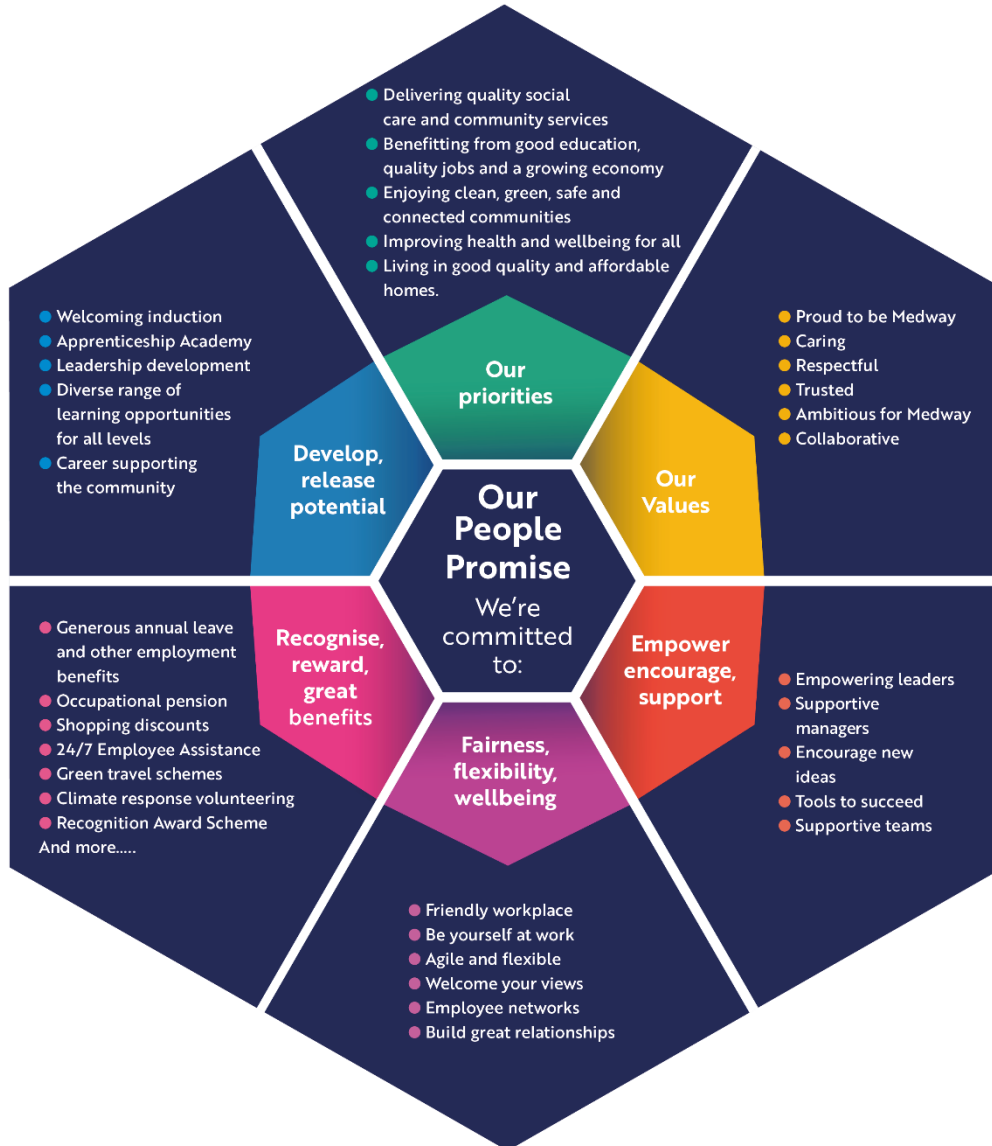 ● Delivering quality social
care and community services
● Benefitting from good education,
quality jobs and a growing economy
● Enjoying clean, green, safe and
connected communities
● Improving health and wellbeing for all
● Living in good quality and affordable
homes.
Our
priorities
● Proud to be Medway
● Caring
● Respectful
● Trusted
● Ambitious for Medway
● Collaborative
Our
Values
● Welcoming induction
● Apprenticeship Academy
● Leadership development
● Diverse range of
learning opportunities
for all levels
● Career supporting
the community
Develop,
release
potential
Our
People
Promise
We're
committed
to:
● Generous annual leave
and other employment
benefits
● Occupational pension
● Shopping discounts
● 24/7 Employee Assistance
● Green travel schemes
● Climate response volunteering
● Recognition Award Scheme
And more.....
Recognise,
reward,
great
benefits
Empower
encourage,
support
● Empowering leaders
● Supportive
managers
● Encourage new
ideas
● Tools to succeed
● Supportive teams
Fairness,
flexibility,
wellbeing
● Friendly workplace
● Be yourself at work
● Agile and flexible
● Welcome your views
● Employee networks
● Build great relationships